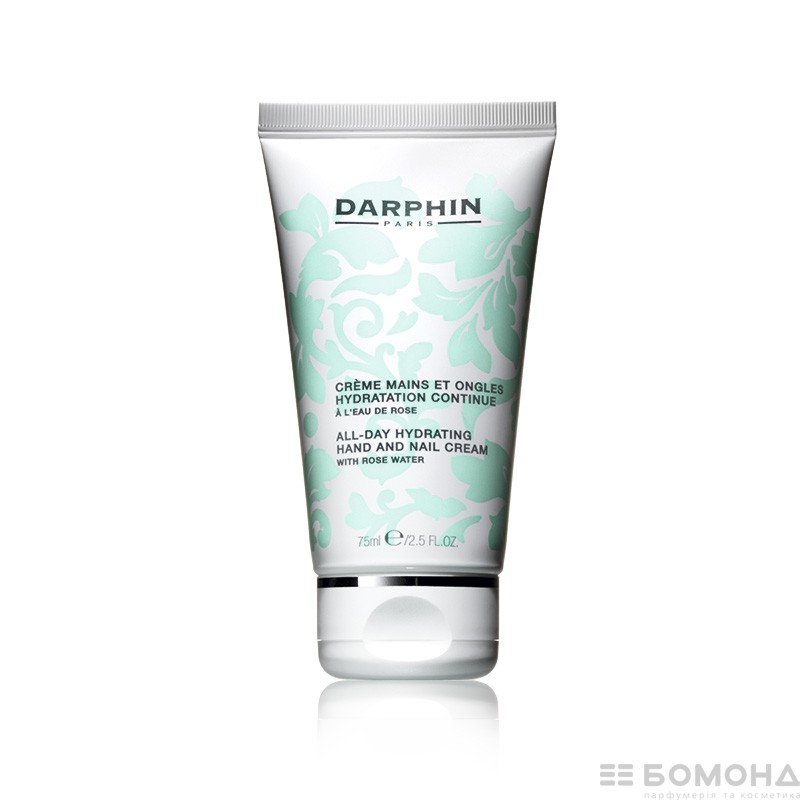 DARPHIN
PARIS
CRÈME MAINS ET ONGLES
HYDRATATION CONTINUE
À L'EAU DE ROSE
ALL-DAY HYDRATING
HAND AND NAIL CREAM
WITH ROSE WATER
75ml e/2.5 FL.OZ.
БОМОНД
парфумерія та косметика